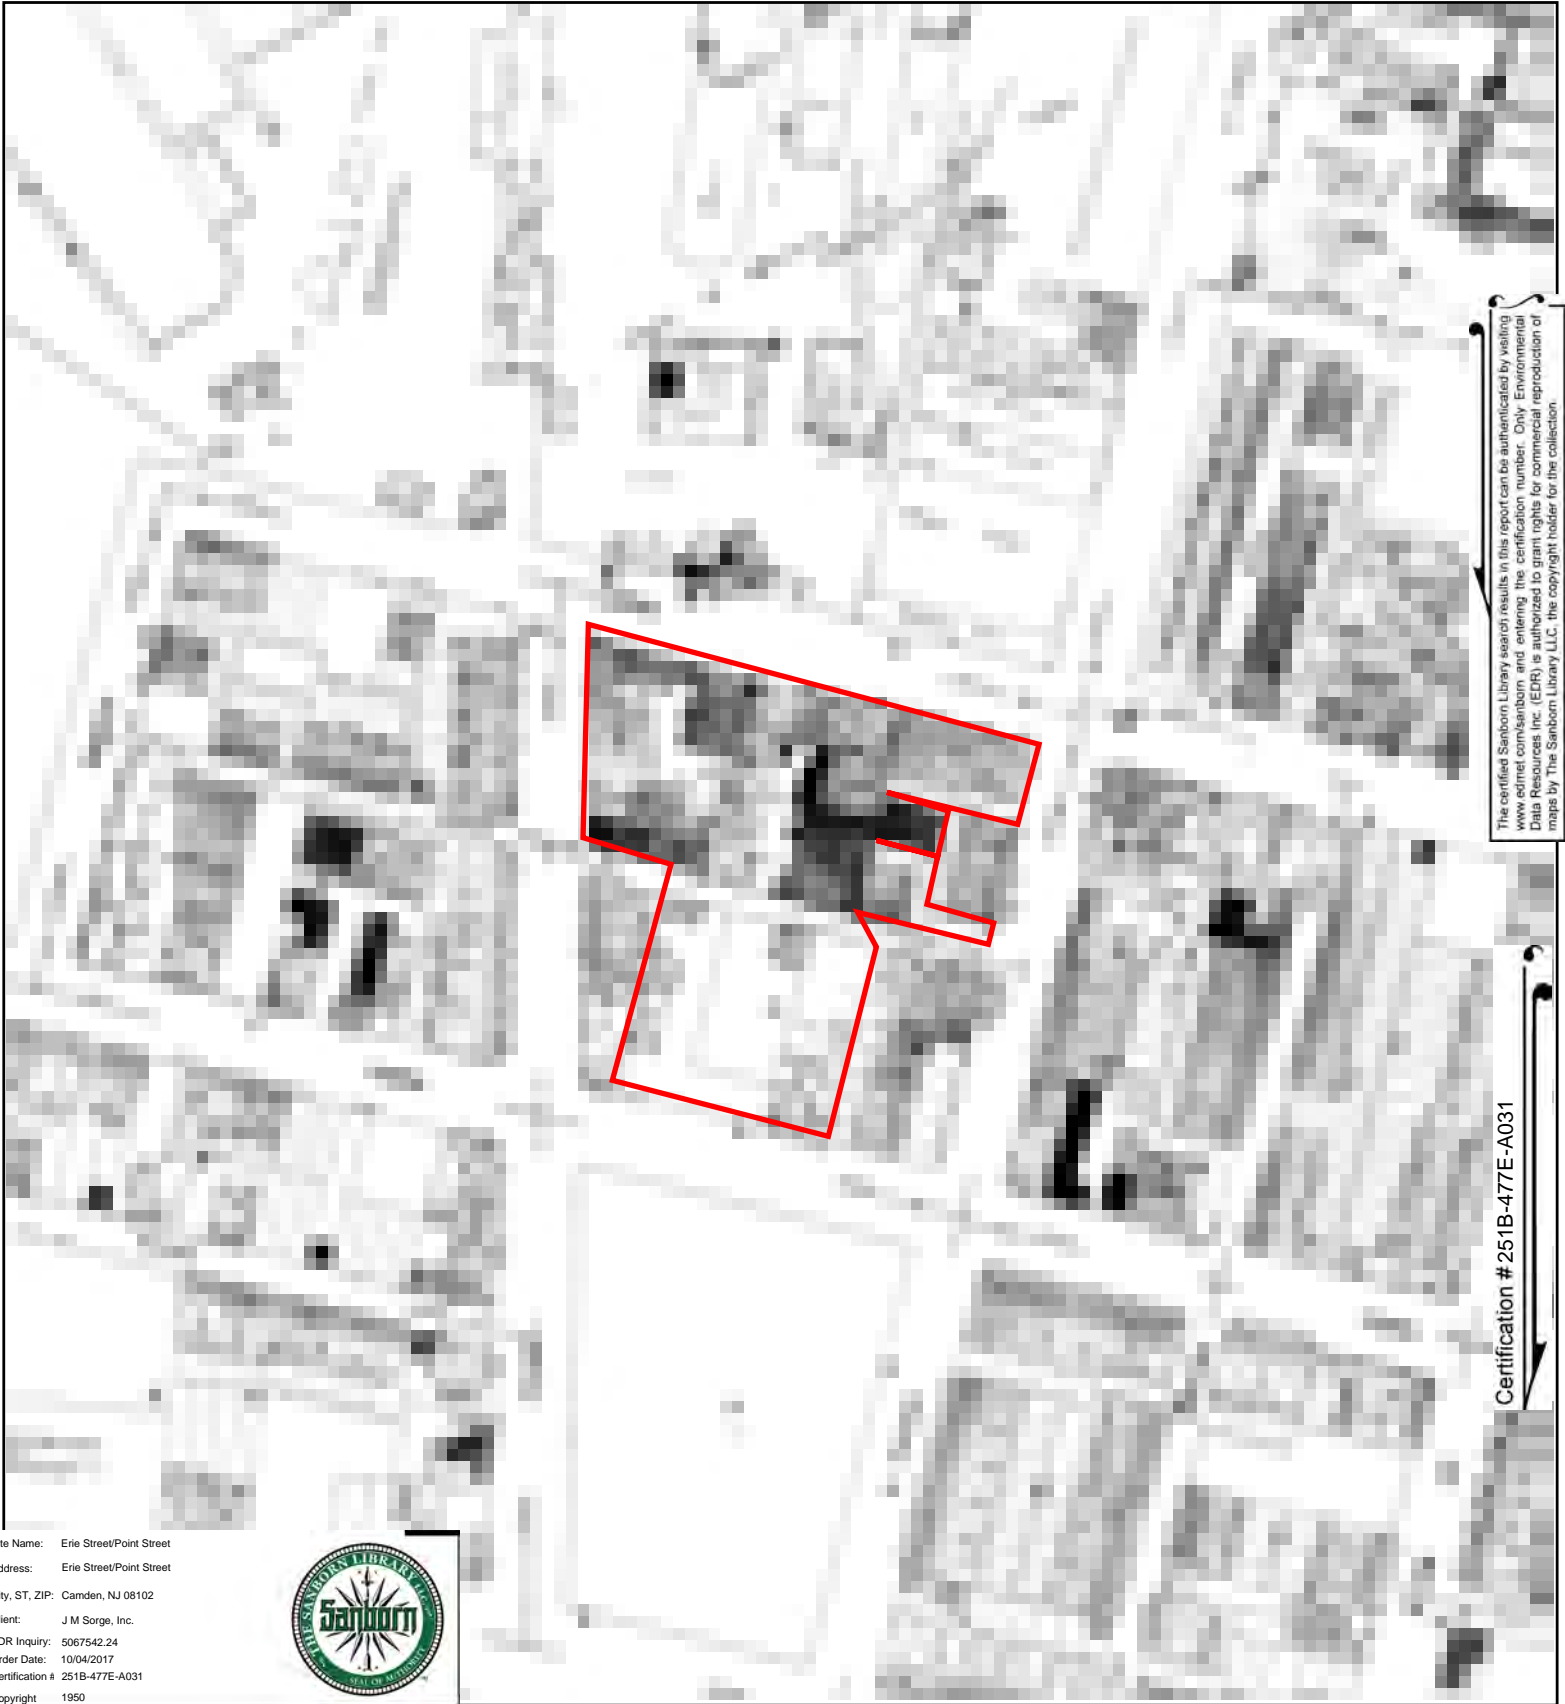 The certified Sanborn Library search results in this report can be authenticated by visiting
www.edrnet.com/sanborn and entering the certification number. Only Environmental
Data Resources Inc. (EDR) is authorized to grant rights for commercial reproduction of
maps by The Sanborn Library LLC, the copyright holder for the collection.
Certification # 251B-477E-A031
te Name: Erie Street/Point Street
ddress: Erie Street/Point Street
ty, ST, ZIP: Camden, NJ 08102
ient: J M Sorge, Inc.
DR Inquiry: 5067542.24
rder Date: 10/04/2017
ertification # 251B-477E-A031
opyright 1950
THE SANBORN LIBRARY LLC
Sanborn
SEAL OF AUTHORITY